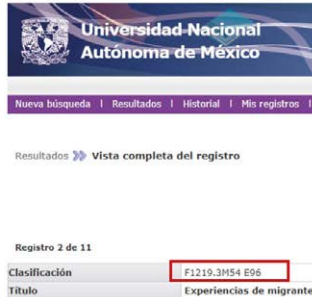 Universidad Nacional
Autónoma de México
Nueva búsqueda | Resultados | Historial | Mis registros |
Resultados Vista completa del registro
Registro 2 de 11
Clasificación F1219.3M54 E96
Título Experiencias de migrante